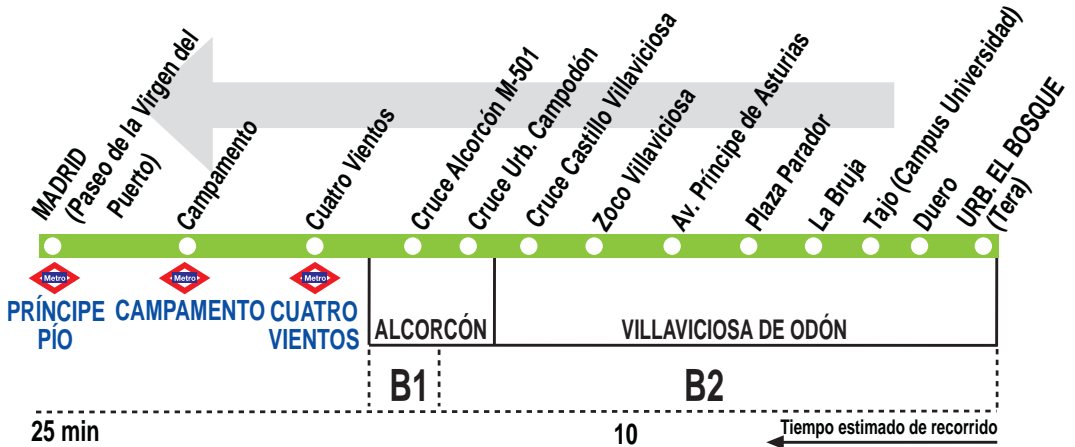 MADRID
(Paseo de la Virgen del
Puerto)
Campamento
Cuatro Vientos
Cruce Alcorcón M-501
Cruce Urb. Campodón
Cruce Castillo Villaviciosa
Zoco Villaviciosa
Av. Príncipe de Asturias
Plaza Parador
La Bruja
Tajo (Campus Universidad)
Duero
URB. EL BOSQUE
(Tera)
Metro
Metro
Metro
PRÍNCIPE
PÍO
CAMPAMENTO
CUATRO
VIENTOS
ALCORCÓN
VILLAVICIOSA DE ODÓN
B1
B2
25 min
10
Tiempo estimado de recorrido